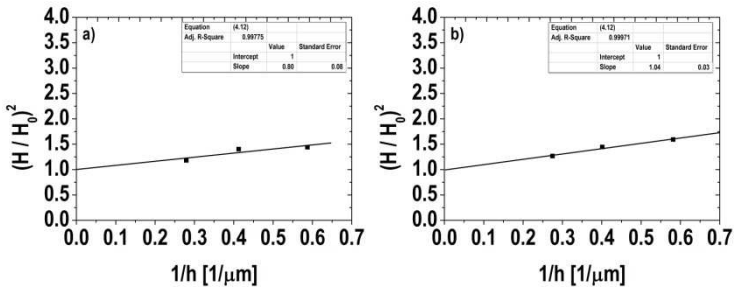 a)
Equation (4.12)
Adj. R-Square 0.99775
Value Standard Error
Intercept 1
Slope 0.80 0.08
4.0
3.5
3.0
2.5
2.0
1.5
1.0
0.5
0.0
(H / H0)2
0.0 0.1 0.2 0.3 0.4 0.5 0.6 0.7
1/h [1/μm]
b)
Equation (4.12)
Adj. R-Square 0.99971
Value Standard Error
Intercept 1
Slope 1.04 0.03
4.0
3.5
3.0
2.5
2.0
1.5
1.0
0.5
0.0
(H / H0)2
0.0 0.1 0.2 0.3 0.4 0.5 0.6 0.7
1/h [1/μm]